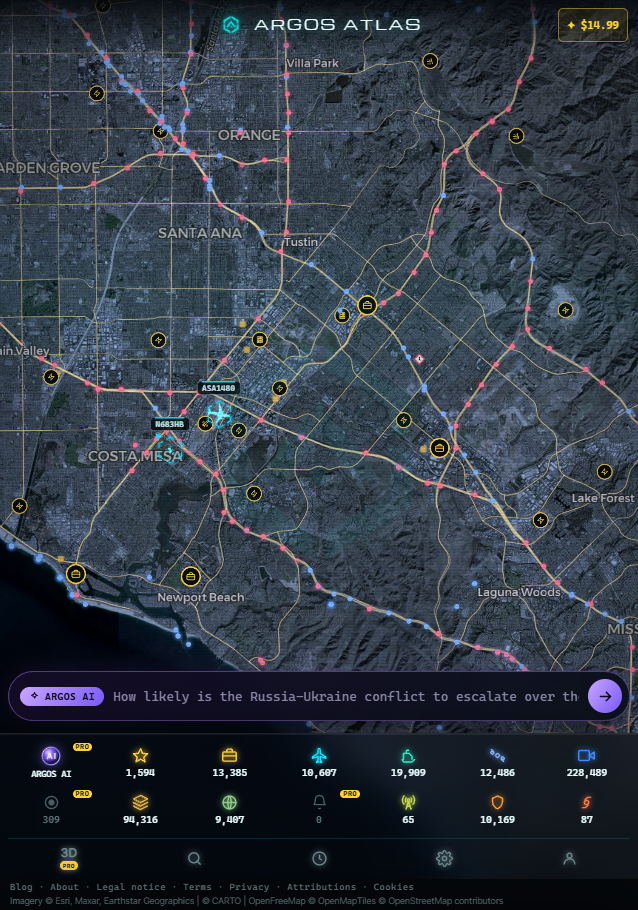 ARGOS ATLAS
✦ $14.99
Villa Park
ORANGE
ARDEN GROVE
SANTA ANA
Tustin
ain Valley
ASA1480
N683HB
COSTA MESA
Lake Forest
Laguna Woods
Newport Beach
MISS
ARGOS AI
How likely is the Russia-Ukraine conflict to escalate over th
AI PRO
ARGOS AI 1,594 13,385 10,607 19,909 12,486 228,489
PRO PRO
309 94,316 9,407 0 65 10,169 87
3D
PRO
Blog · About · Legal notice · Terms · Privacy · Attributions · Cookies
Imagery © Esri, Maxar, Earthstar Geographics | © CARTO | OpenFreeMap © OpenMapTiles © OpenStreetMap contributors